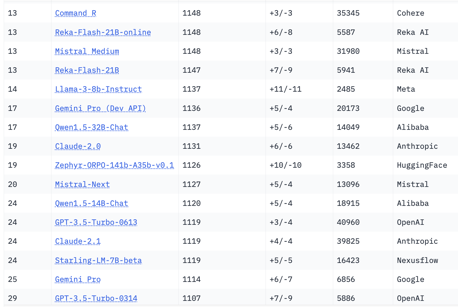 13 Command R 1148 +3/-3 35345 Cohere
13 Reka-Flash-21B-online 1148 +6/-8 5587 Reka AI
13 Mistral Medium 1148 +3/-3 31980 Mistral
13 Reka-Flash-21B 1147 +7/-9 5941 Reka AI
14 Llama-3-8b-Instruct 1137 +11/-11 2485 Meta
17 Gemini Pro (Dev API) 1136 +5/-4 20173 Google
17 Qwen1.5-32B-Chat 1137 +5/-6 14049 Alibaba
19 Claude-2.0 1131 +6/-6 13462 Anthropic
19 Zephyr-ORPO-141b-A35b-v0.1 1126 +10/-10 3358 HuggingFace
20 Mistral-Next 1127 +5/-4 13096 Mistral
24 Qwen1.5-14B-Chat 1120 +5/-4 18915 Alibaba
24 GPT-3.5-Turbo-0613 1119 +3/-4 40960 OpenAI
24 Claude-2.1 1119 +4/-4 39825 Anthropic
24 Starling-LM-7B-beta 1119 +5/-5 16423 Nexusflow
25 Gemini Pro 1114 +6/-7 6856 Google
29 GPT-3.5-Turbo-0314 1107 +7/-9 5886 OpenAI